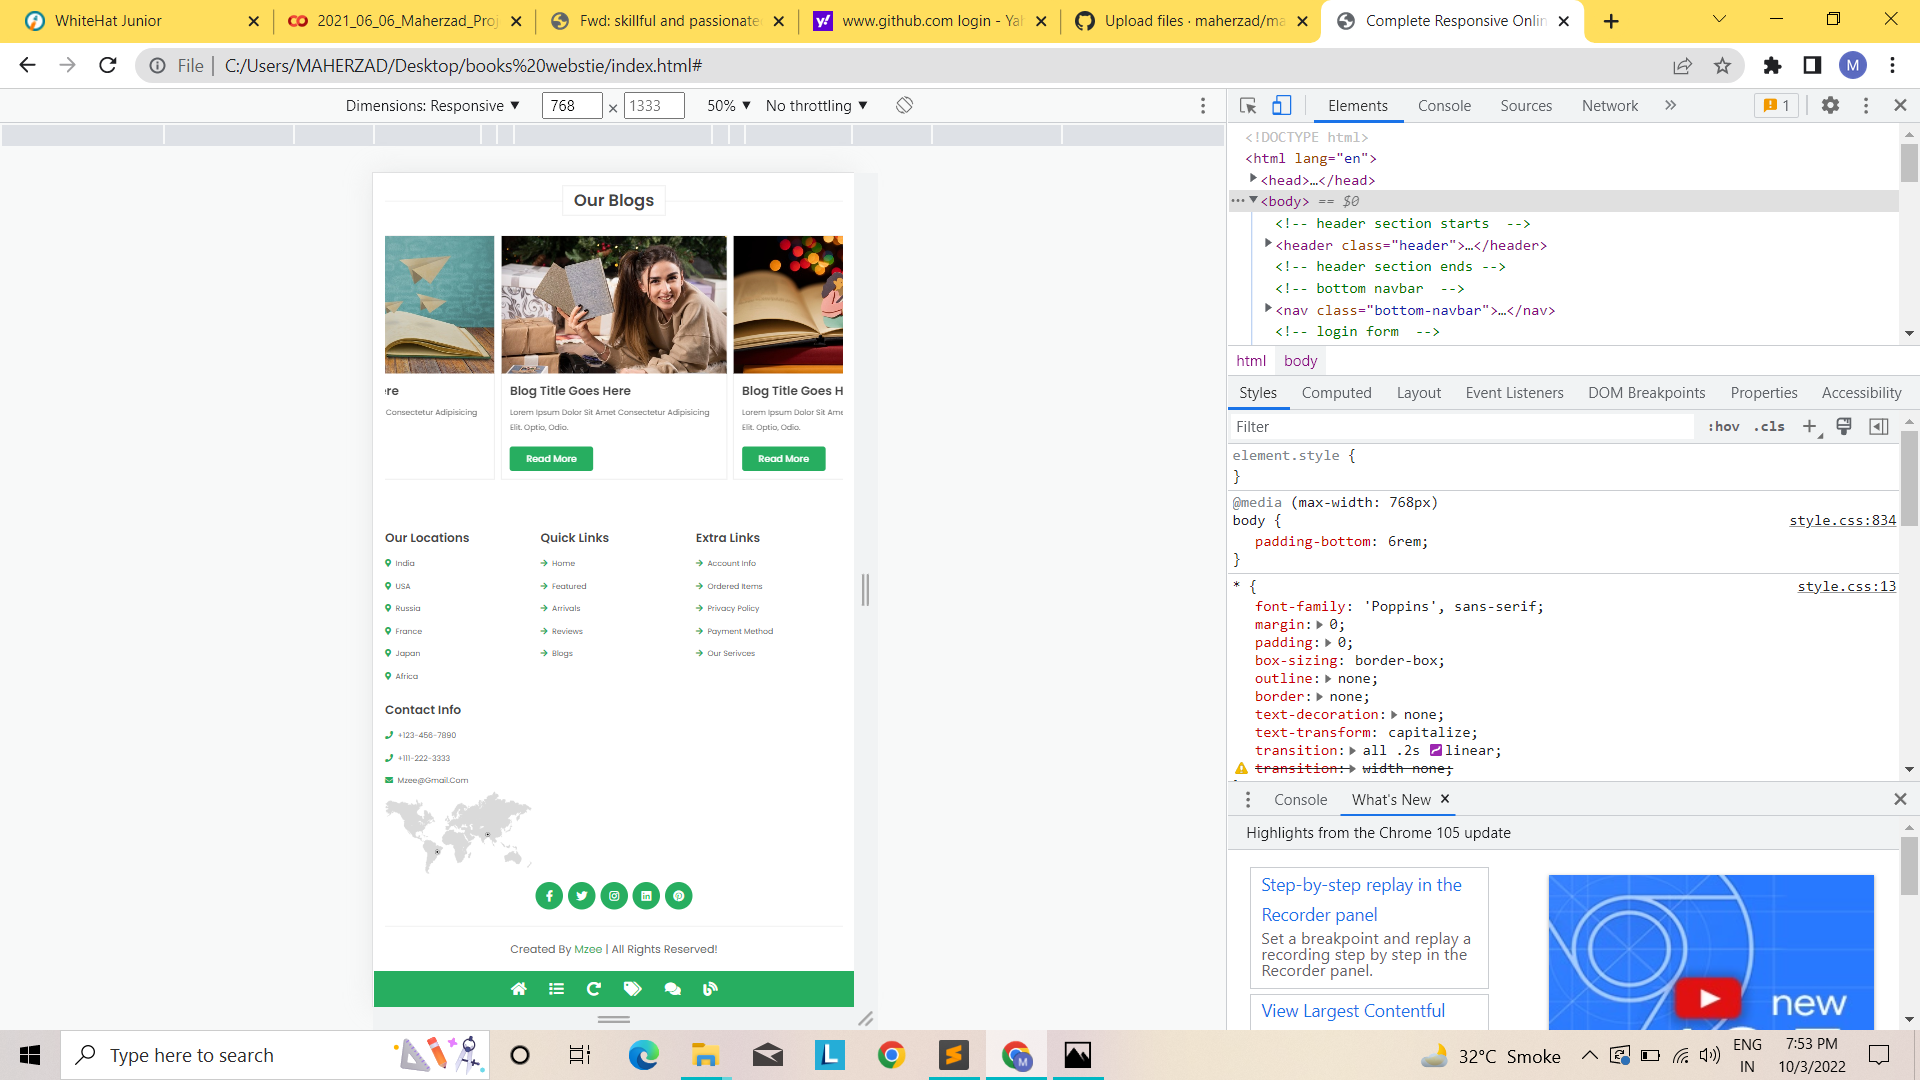 WhiteHat Junior
2021_06_06_Maherzad_Proj
Fwd: skillful and passionate
www.github.com login - Yah
Upload files · maherzad/ma
Complete Responsive Onlin
File | C:/Users/MAHERZAD/Desktop/books%20webstie/index.html#
M
Dimensions: Responsive ▼ 768 × 1333 50% ▼ No throttling ▼
Elements Console Sources Network » 1
<!DOCTYPE html>
<html lang="en">
<head>…</head>
<body> == $0
<!-- header section starts -->
<header class="header">…</header>
<!-- header section ends -->
<!-- bottom navbar -->
<nav class="bottom-navbar">…</nav>
<!-- login form -->
html body
Styles Computed Layout Event Listeners DOM Breakpoints Properties Accessibility
Filter :hov .cls
element.style {
}
@media (max-width: 768px)
body { style.css:834
padding-bottom: 6rem;
}
* { style.css:13
font-family: 'Poppins', sans-serif;
margin: 0;
padding: 0;
box-sizing: border-box;
outline: none;
border: none;
text-decoration: none;
text-transform: capitalize;
transition: all .2s linear;
transition: width none;
Console What's New
Highlights from the Chrome 105 update
Step-by-step replay in the
Recorder panel
Set a breakpoint and replay a
recording step by step in the
Recorder panel.
View Largest Contentful
new
Our Blogs
re
Consectetur Adipisicing
Blog Title Goes Here
Lorem Ipsum Dolor Sit Amet Consectetur Adipisicing
Elit. Optio, Odio.
Read More
Blog Title Goes H
Lorem Ipsum Dolor Sit Ame
Elit. Optio, Odio.
Read More
Our Locations
India
USA
Russia
France
Japan
Africa
Quick Links
Home
Featured
Arrivals
Reviews
Blogs
Extra Links
Account Info
Ordered Items
Privacy Policy
Payment Method
Our Serivces
Contact Info
+123-456-7890
+111-222-3333
Mzee@Gmail.Com
Created By Mzee | All Rights Reserved!
Type here to search
L
M
32°C Smoke
ENG
IN
7:53 PM
10/3/2022